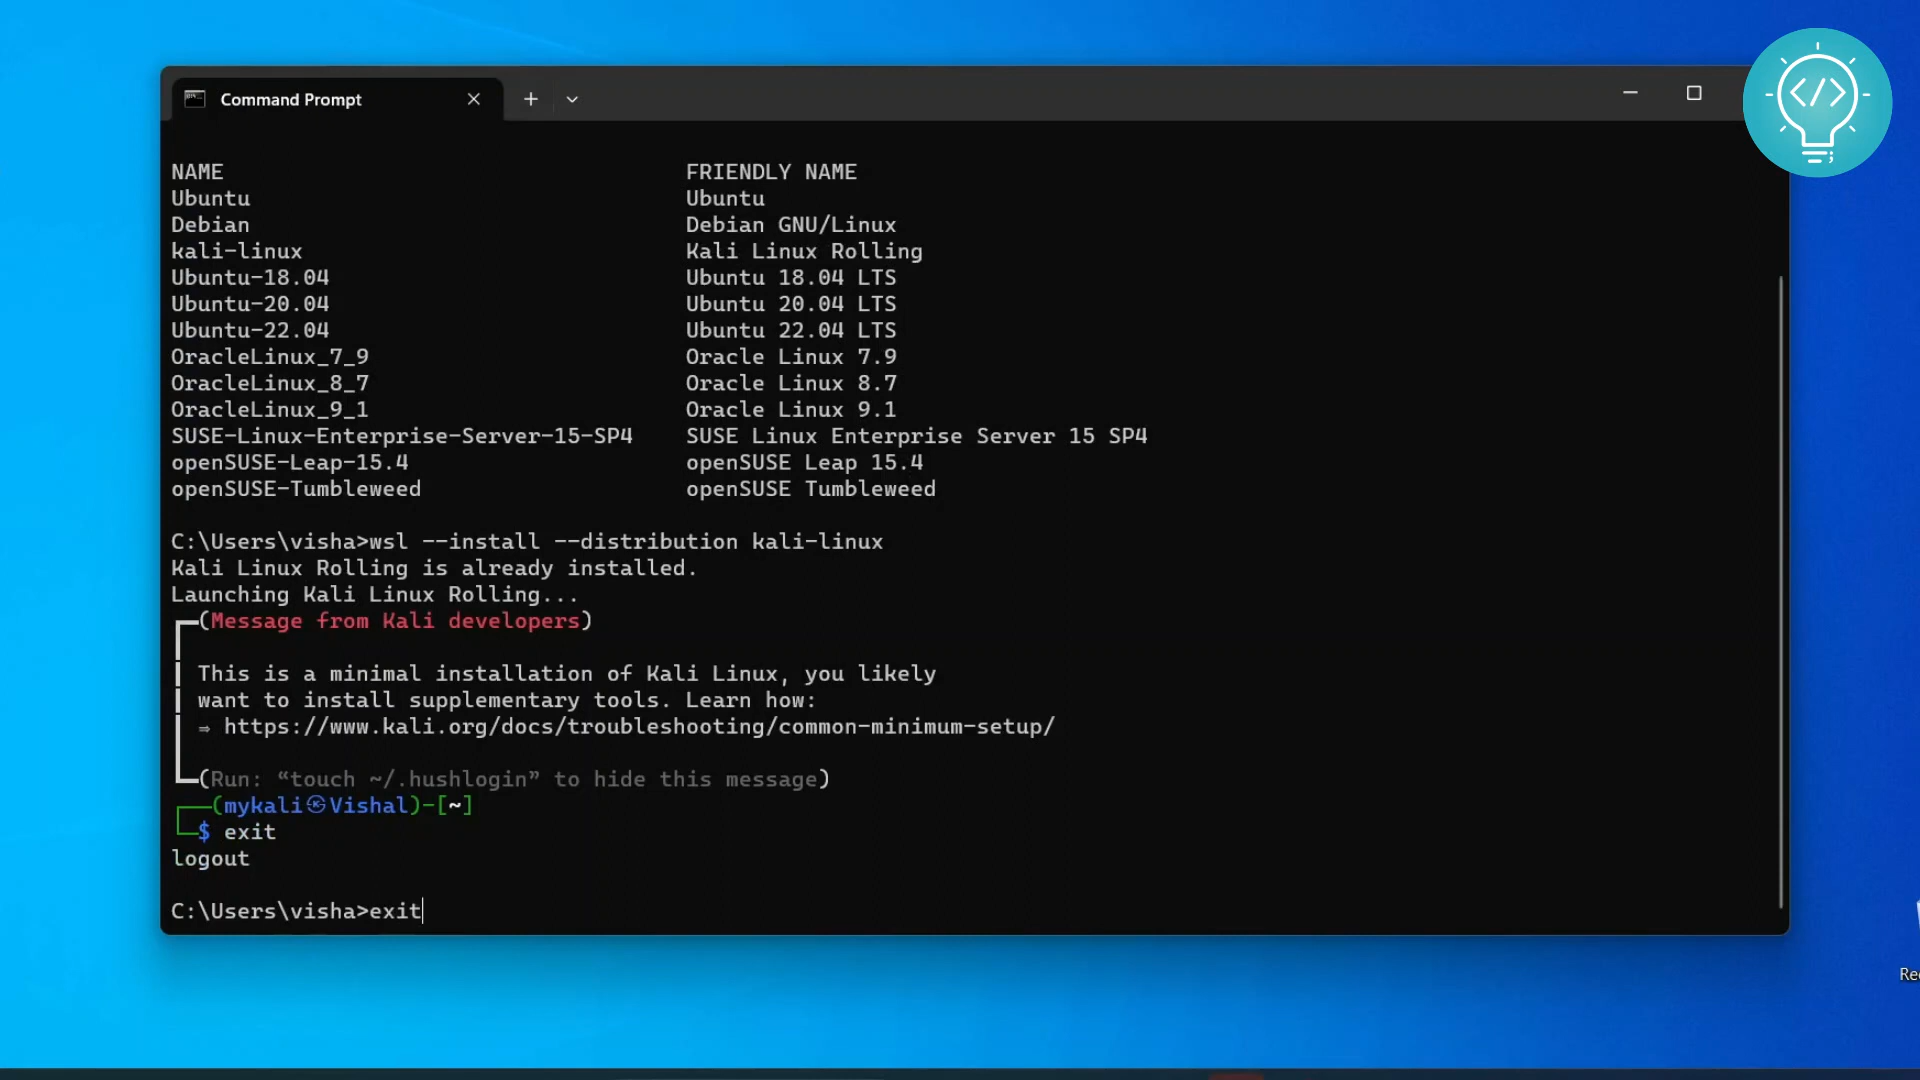 Command Prompt
NAME FRIENDLY NAME
Ubuntu Ubuntu
Debian Debian GNU/Linux
kali-linux Kali Linux Rolling
Ubuntu-18.04 Ubuntu 18.04 LTS
Ubuntu-20.04 Ubuntu 20.04 LTS
Ubuntu-22.04 Ubuntu 22.04 LTS
OracleLinux_7_9 Oracle Linux 7.9
OracleLinux_8_7 Oracle Linux 8.7
OracleLinux_9_1 Oracle Linux 9.1
SUSE-Linux-Enterprise-Server-15-SP4 SUSE Linux Enterprise Server 15 SP4
openSUSE-Leap-15.4 openSUSE Leap 15.4
openSUSE-Tumbleweed openSUSE Tumbleweed
C:\Users\visha>wsl --install --distribution kali-linux
Kali Linux Rolling is already installed.
Launching Kali Linux Rolling...
(Message from Kali developers)
This is a minimal installation of Kali Linux, you likely
want to install supplementary tools. Learn how:
⇒ https://www.kali.org/docs/troubleshooting/common-minimum-setup/
(Run: “touch ~/.hushlogin” to hide this message)
(mykali㉿Vishal)-[~]
$ exit
logout
C:\Users\visha>exit